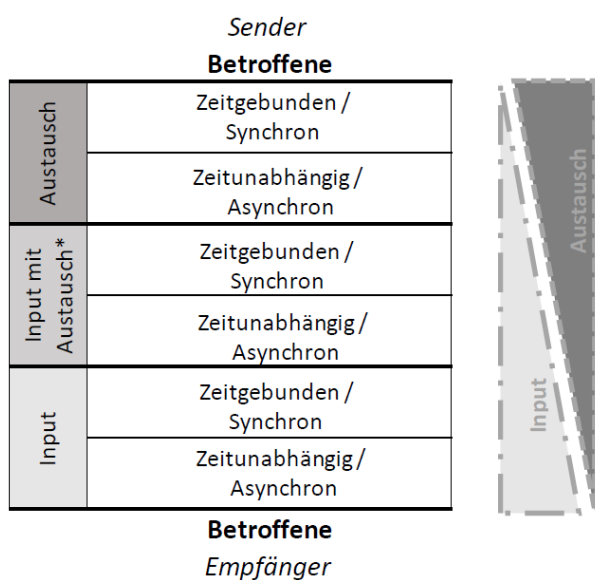 Sender
Betroffene
Austausch
Zeitgebunden /
Synchron
Zeitunabhängig /
Asynchron
Input mit
Austausch*
Zeitgebunden /
Synchron
Zeitunabhängig /
Asynchron
Input
Zeitgebunden /
Synchron
Zeitunabhängig /
Asynchron
Betroffene
Empfänger
Austausch
Input